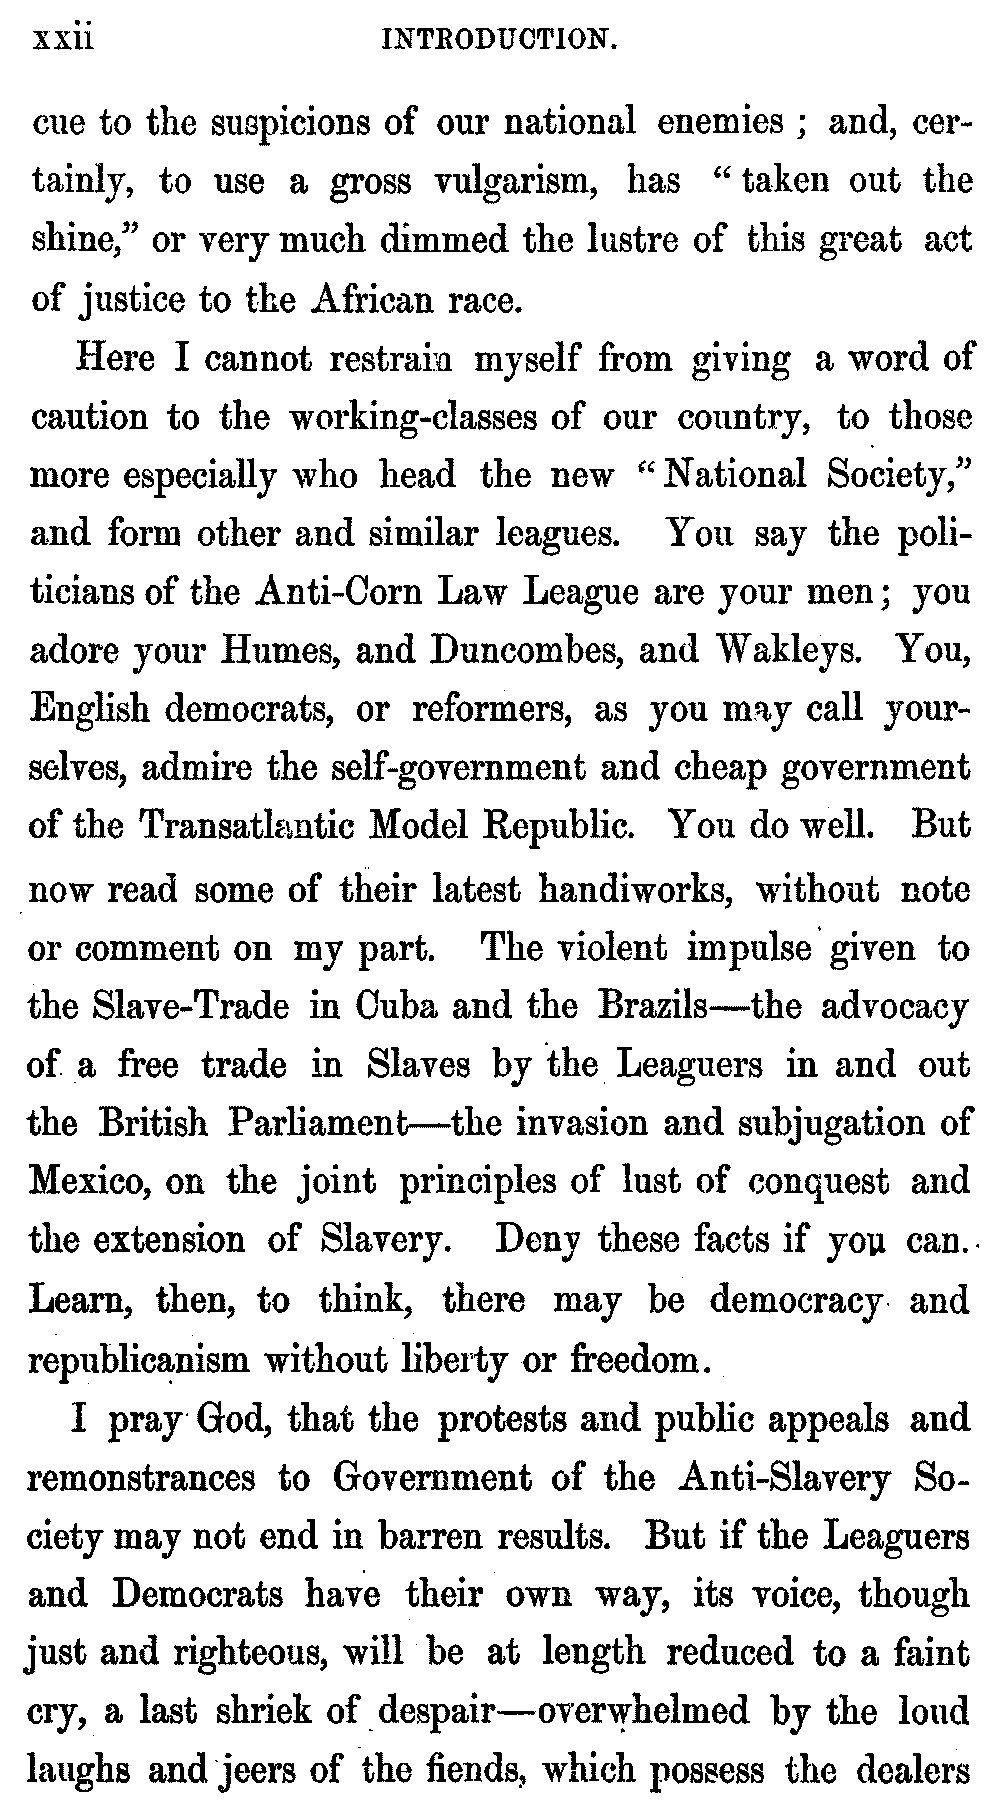 xxii INTRODUCTION.
cue to the suspicions of our national enemies ; and, cer-
tainly, to use a gross vulgarism, has “ taken out the
shine,” or very much dimmed the lustre of this great act
of justice to the African race.
Here I cannot restrain myself from giving a word of
caution to the working-classes of our country, to those
more especially who head the new “ National Society,”
and form other and similar leagues. You say the poli-
ticians of the Anti-Corn Law League are your men; you
adore your Humes, and Duncombes, and Wakleys. You,
English democrats, or reformers, as you may call your-
selves, admire the self-government and cheap government
of the Transatlantic Model Republic. You do well. But
now read some of their latest handiworks, without note
or comment on my part. The violent impulse given to
the Slave-Trade in Cuba and the Brazils—the advocacy
of a free trade in Slaves by the Leaguers in and out
the British Parliament—the invasion and subjugation of
Mexico, on the joint principles of lust of conquest and
the extension of Slavery. Deny these facts if you can.
Learn, then, to think, there may be democracy and
republicanism without liberty or freedom.
I pray God, that the protests and public appeals and
remonstrances to Government of the Anti-Slavery So-
ciety may not end in barren results. But if the Leaguers
and Democrats have their own way, its voice, though
just and righteous, will be at length reduced to a faint
cry, a last shriek of despair—overwhelmed by the loud
laughs and jeers of the fiends, which possess the dealers